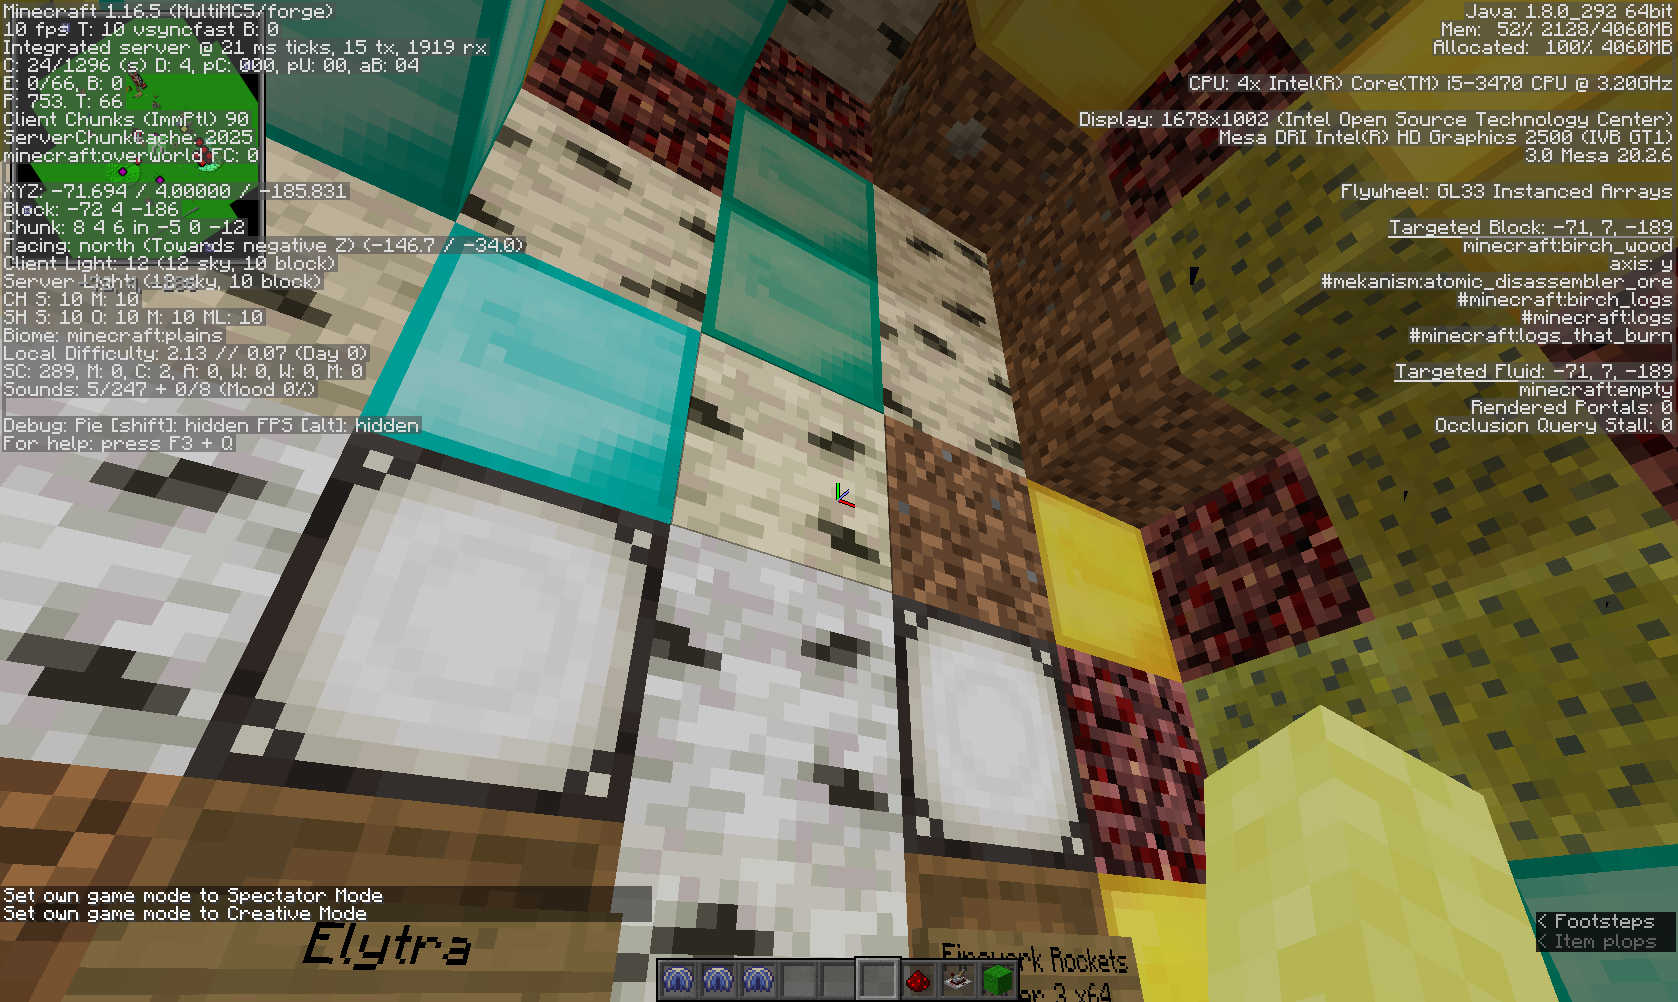 Minecraft 1.16.5 (MultiMC5/forge)
10 fps T: 10 vsyncfast B: 0
Integrated server @ 21 ms ticks, 15 tx, 1919 rx
C: 24/1296 (s) D: 4, pC: 000, pU: 00, aB: 04
E: 0/66, B: 0
P: 753. T: 66
Client Chunks (ImmPtl) 90
ServerChunkCache: 2025
minecraft:overworld FC: 0
XYZ: -71.694 / 4.00000 / -185.831
Block: -72 4 -186
Chunk: 8 4 6 in -5 0 -12
Facing: north (Towards negative Z) (-146.7 / -34.0)
Client Light: 12 (12 sky, 10 block)
Server Light: (12 sky, 10 block)
CH S: 10 M: 10
SH S: 10 O: 10 M: 10 ML: 10
Biome: minecraft:plains
Local Difficulty: 2.13 // 0.07 (Day 0)
SC: 289, M: 0, C: 2, A: 0, W: 0, W: 0, M: 0
Sounds: 5/247 + 0/8 (Mood 0%)
Debug: Pie [shift]: hidden FPS [alt]: hidden
For help: press F3 + Q
Java: 1.8.0_292 64bit
Mem: 52% 2128/4060MB
Allocated: 100% 4060MB
CPU: 4x Intel(R) Core(TM) i5-3470 CPU @ 3.20GHz
Display: 1678x1002 (Intel Open Source Technology Center)
Mesa DRI Intel(R) HD Graphics 2500 (IVB GT1)
3.0 Mesa 20.2.6
Flywheel: GL33 Instanced Arrays
Targeted Block: -71, 7, -189
minecraft:birch_wood
axis: y
#mekanism:atomic_disassembler_ore
#minecraft:birch_logs
#minecraft:logs
#minecraft:logs_that_burn
Targeted Fluid: -71, 7, -189
minecraft:empty
Rendered Portals: 0
Occlusion Query Stall: 0
Set own game mode to Spectator Mode
Set own game mode to Creative Mode
Elytra
Rockets
3 x64
< Footsteps
< Item plops